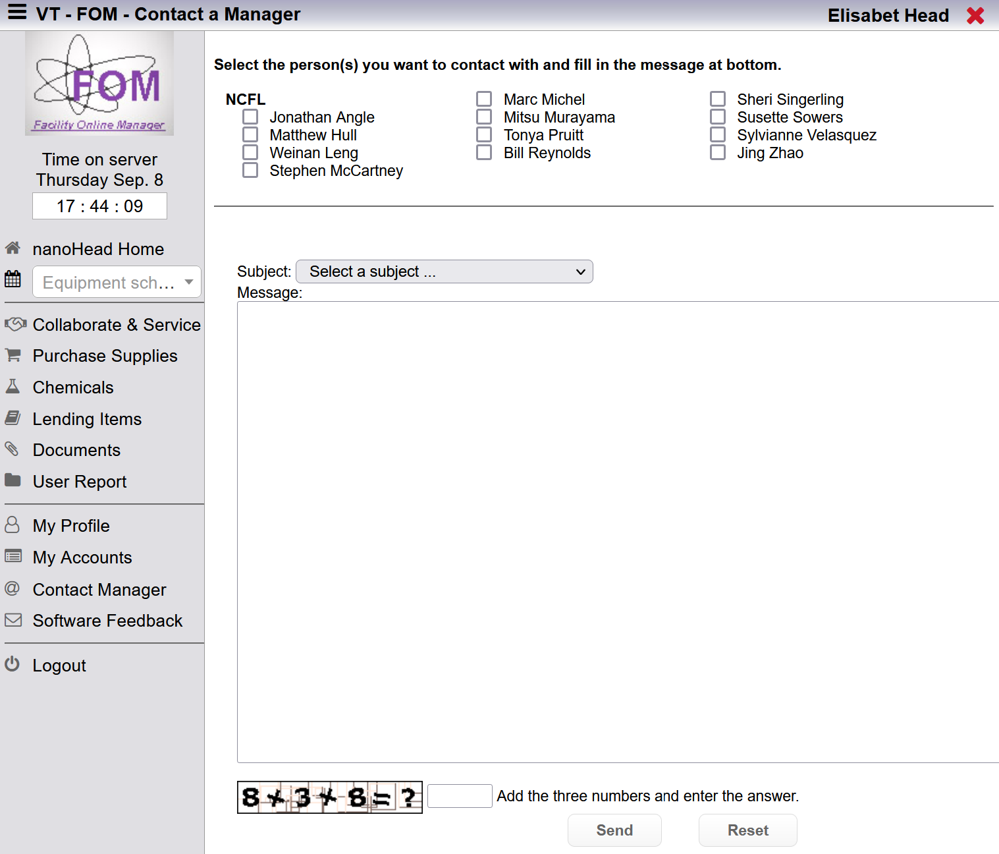 VT - FOM - Contact a Manager
Elisabet Head
FOM
Facility Online Manager
Time on server
Thursday Sep. 8
17 : 44 : 09
nanoHead Home
Equipment sch...
Collaborate & Service
Purchase Supplies
Chemicals
Lending Items
Documents
User Report
My Profile
My Accounts
@ Contact Manager
Software Feedback
Logout
Select the person(s) you want to contact with and fill in the message at bottom.
NCFL
Jonathan Angle
Matthew Hull
Weinan Leng
Stephen McCartney
Marc Michel
Mitsu Murayama
Tonya Pruitt
Bill Reynolds
Sheri Singerling
Susette Sowers
Sylvianne Velasquez
Jing Zhao
Subject: Select a subject ...
Message:
8 + 3 + 8 = ?
Add the three numbers and enter the answer.
Send
Reset